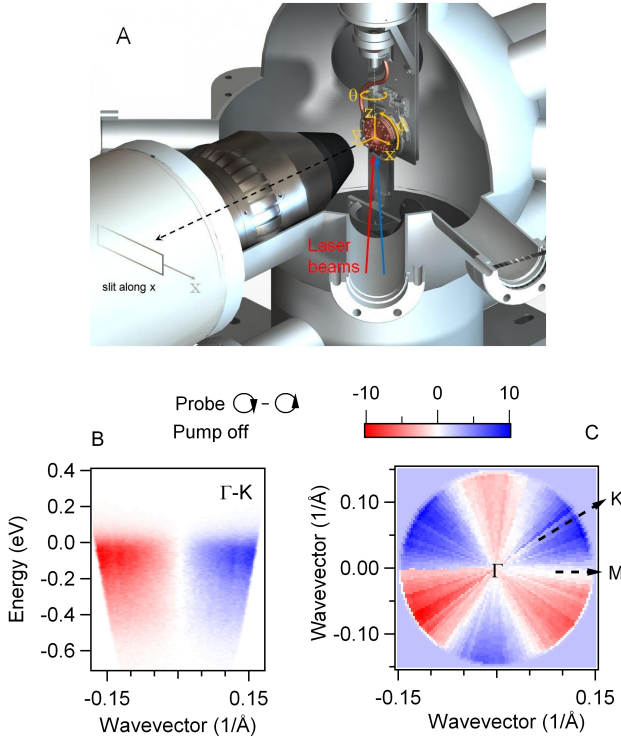 A
θ
Z
Y
X
Laser
beams
slit along x
X
Probe -
Pump off
-10 0 10
B
C
Γ-K
Energy (eV)
0.4
0.2
0.0
-0.2
-0.4
-0.6
-0.15 0.15
Wavevector (1/Å)
Wavevector (1/Å)
0.10
0.00
-0.10
K
Γ
M
-0.15 0.15
Wavevector (1/Å)